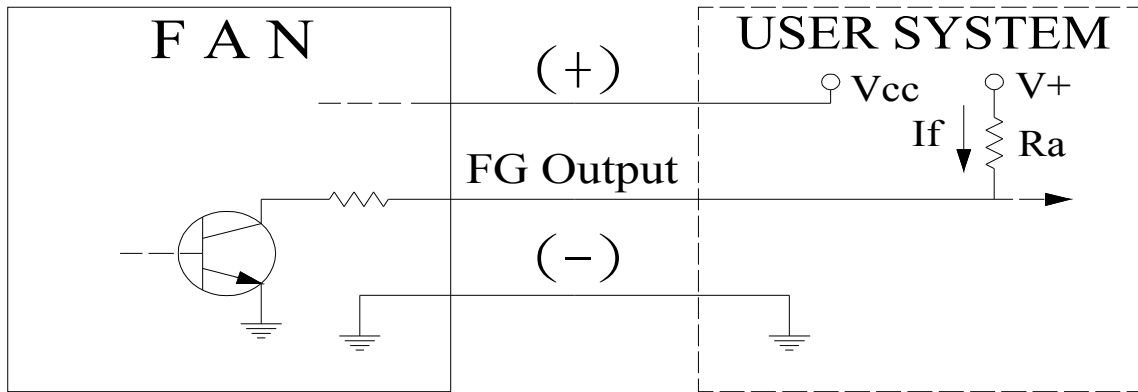 F A N
USER SYSTEM
(+)
Vcc
V+
If
Ra
FG Output
(-)